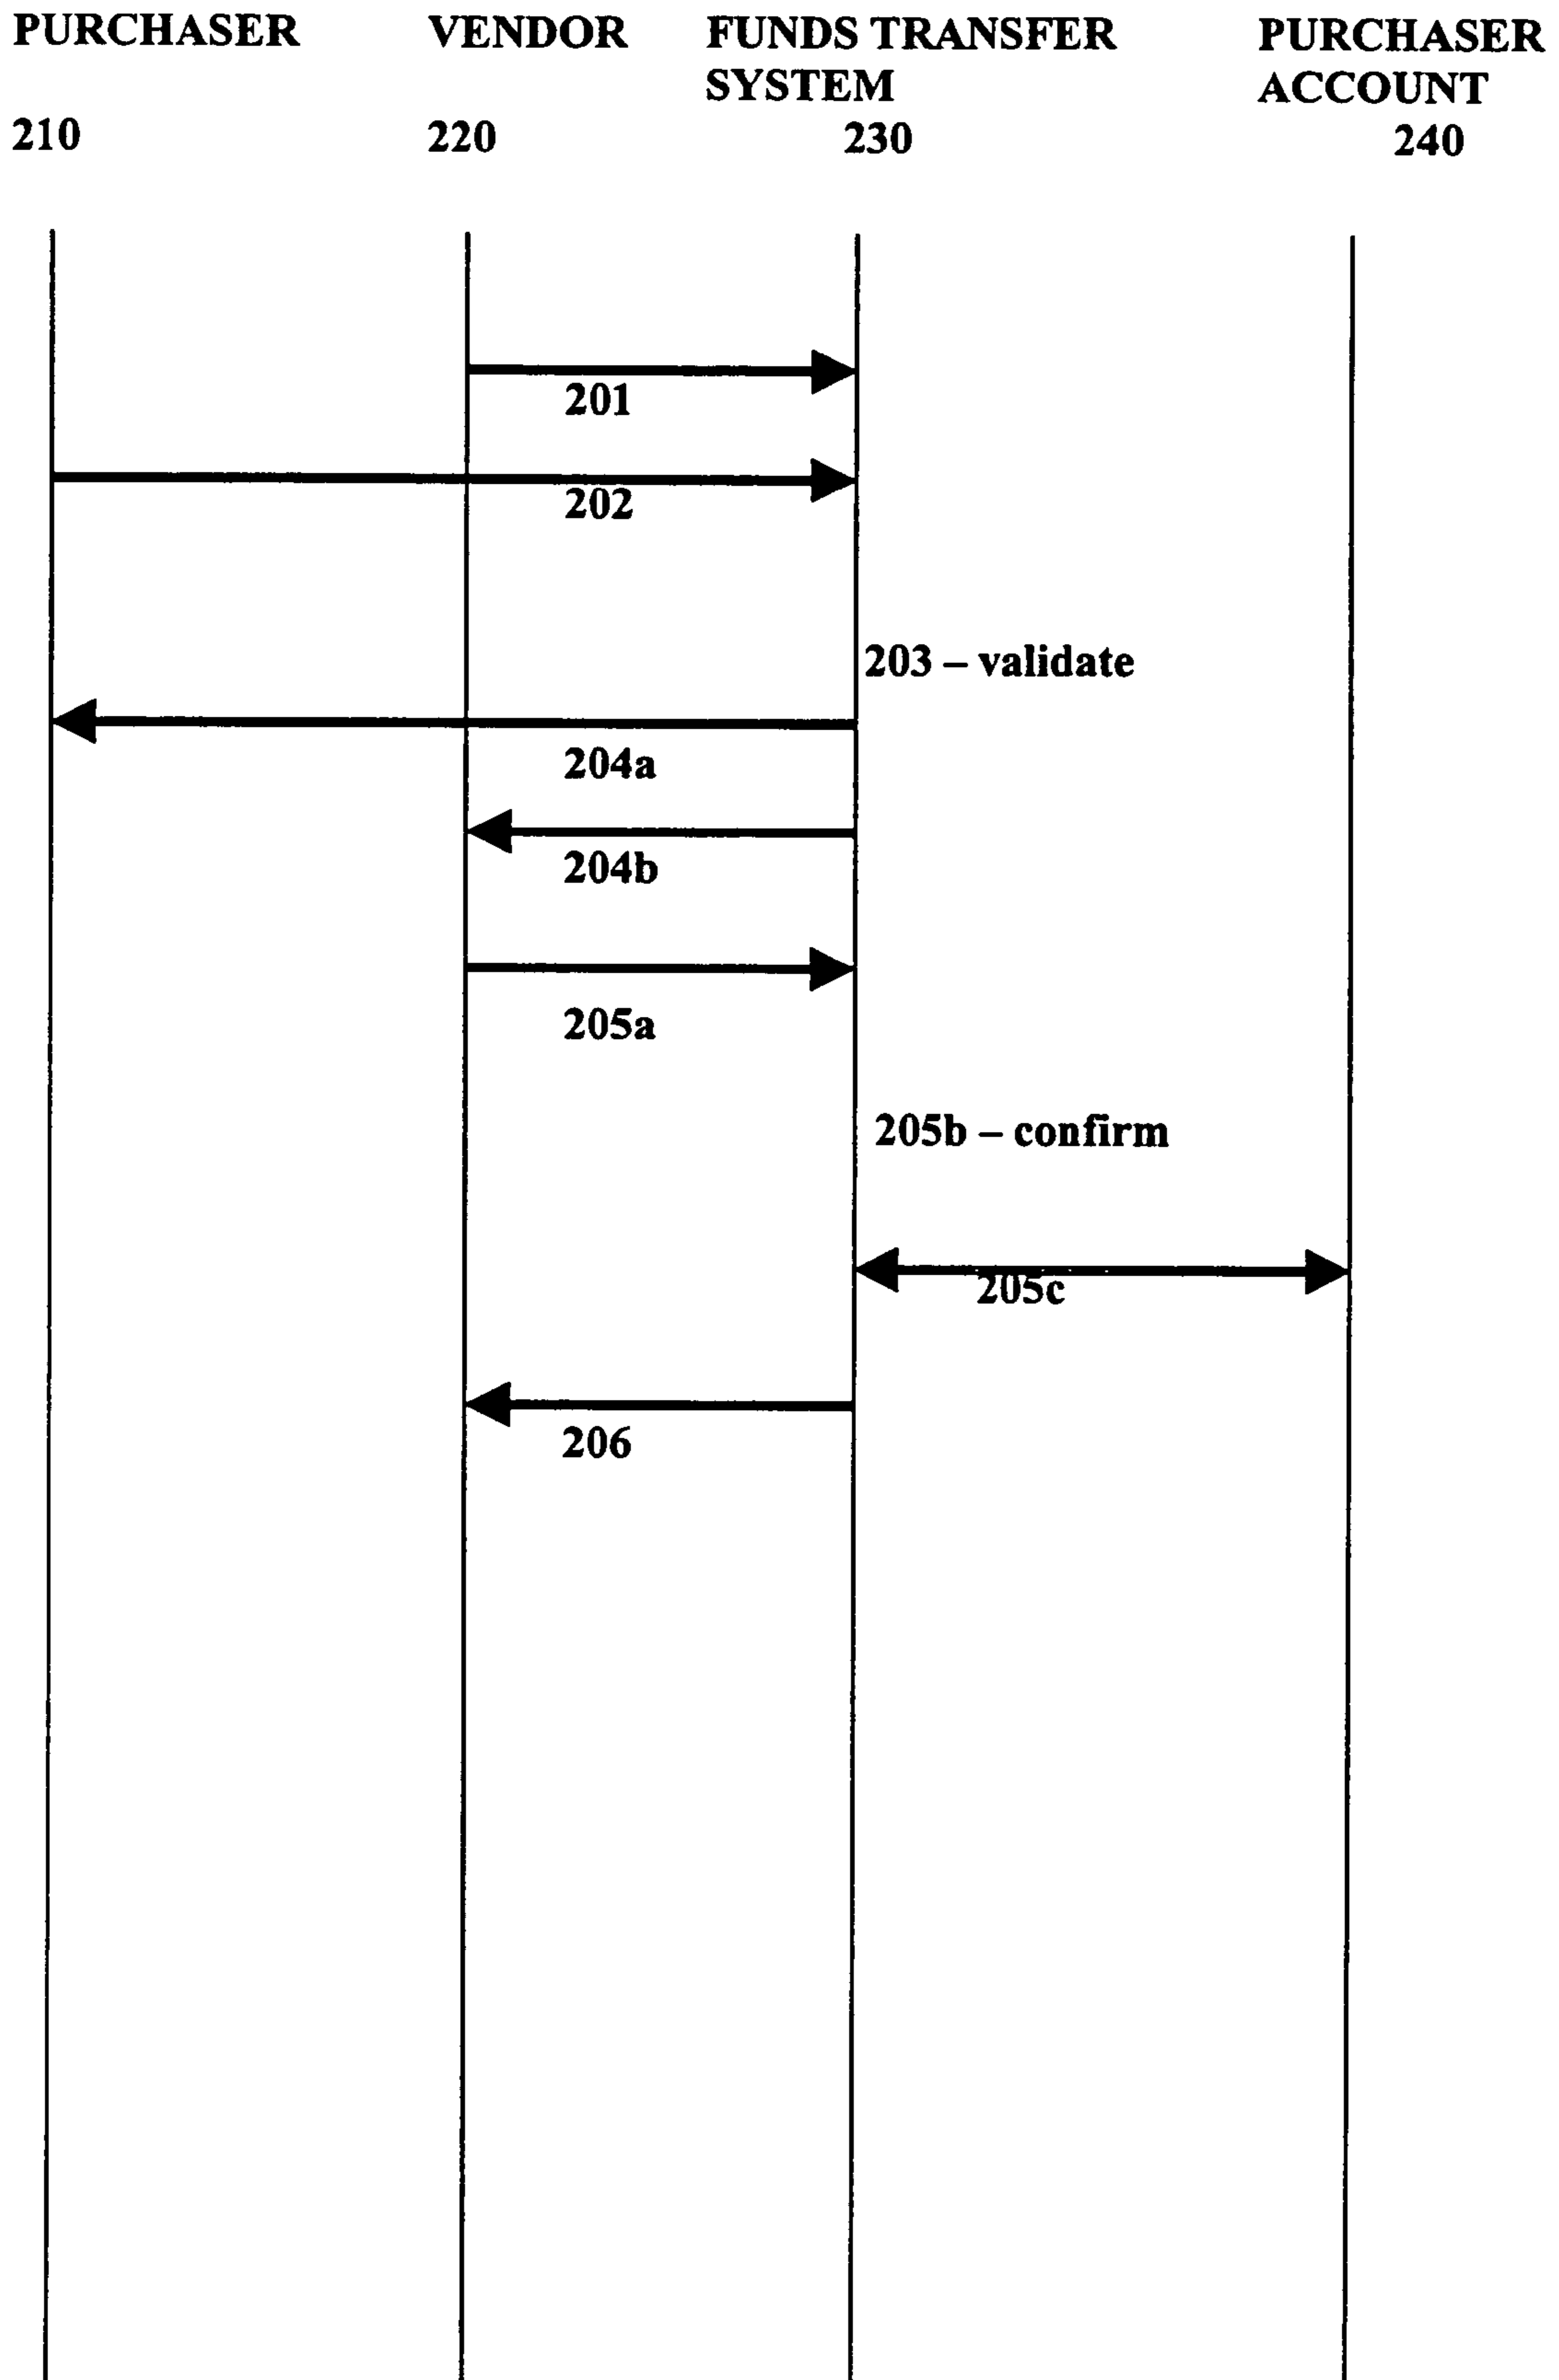 PURCHASER
210
VENDOR
220
FUNDS TRANSFER
SYSTEM
230
PURCHASER
ACCOUNT
240
201
202
203 – validate
204a
204b
205a
205b – confirm
205c
206